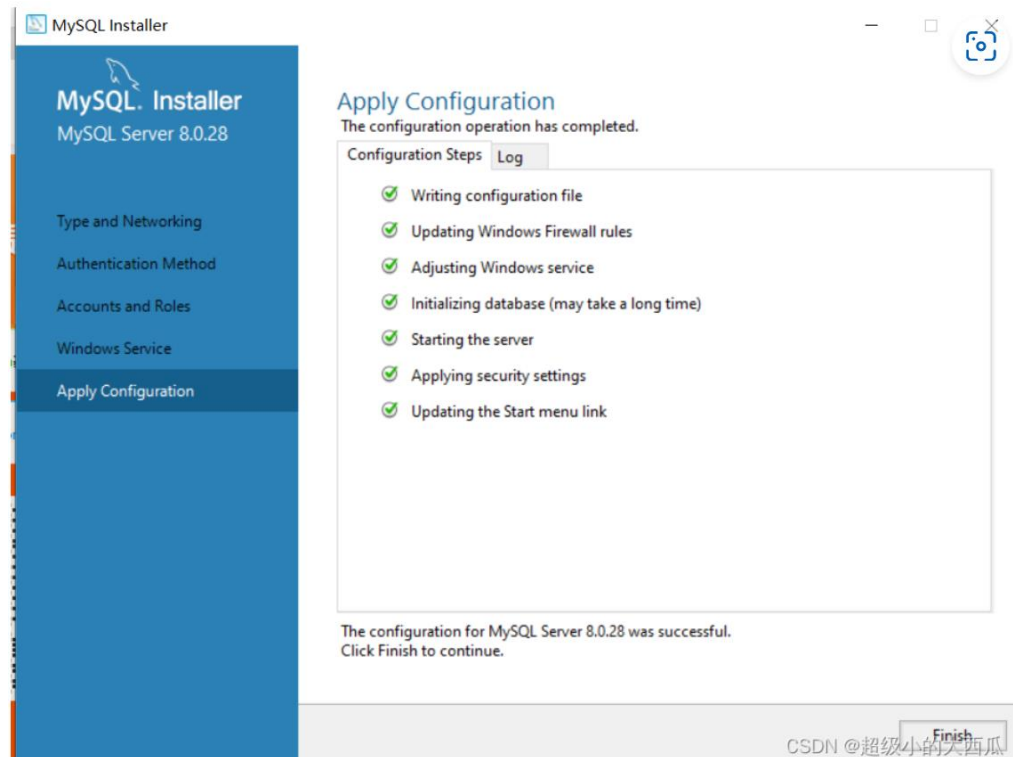 MySQL Installer
MySQL. Installer
MySQL Server 8.0.28
Type and Networking
Authentication Method
Accounts and Roles
Windows Service
Apply Configuration
Apply Configuration
The configuration operation has completed.
Configuration Steps
Log
Writing configuration file
Updating Windows Firewall rules
Adjusting Windows service
Initializing database (may take a long time)
Starting the server
Applying security settings
Updating the Start menu link
The configuration for MySQL Server 8.0.28 was successful.
Click Finish to continue.
Finish
CSDN @超级小的大西瓜